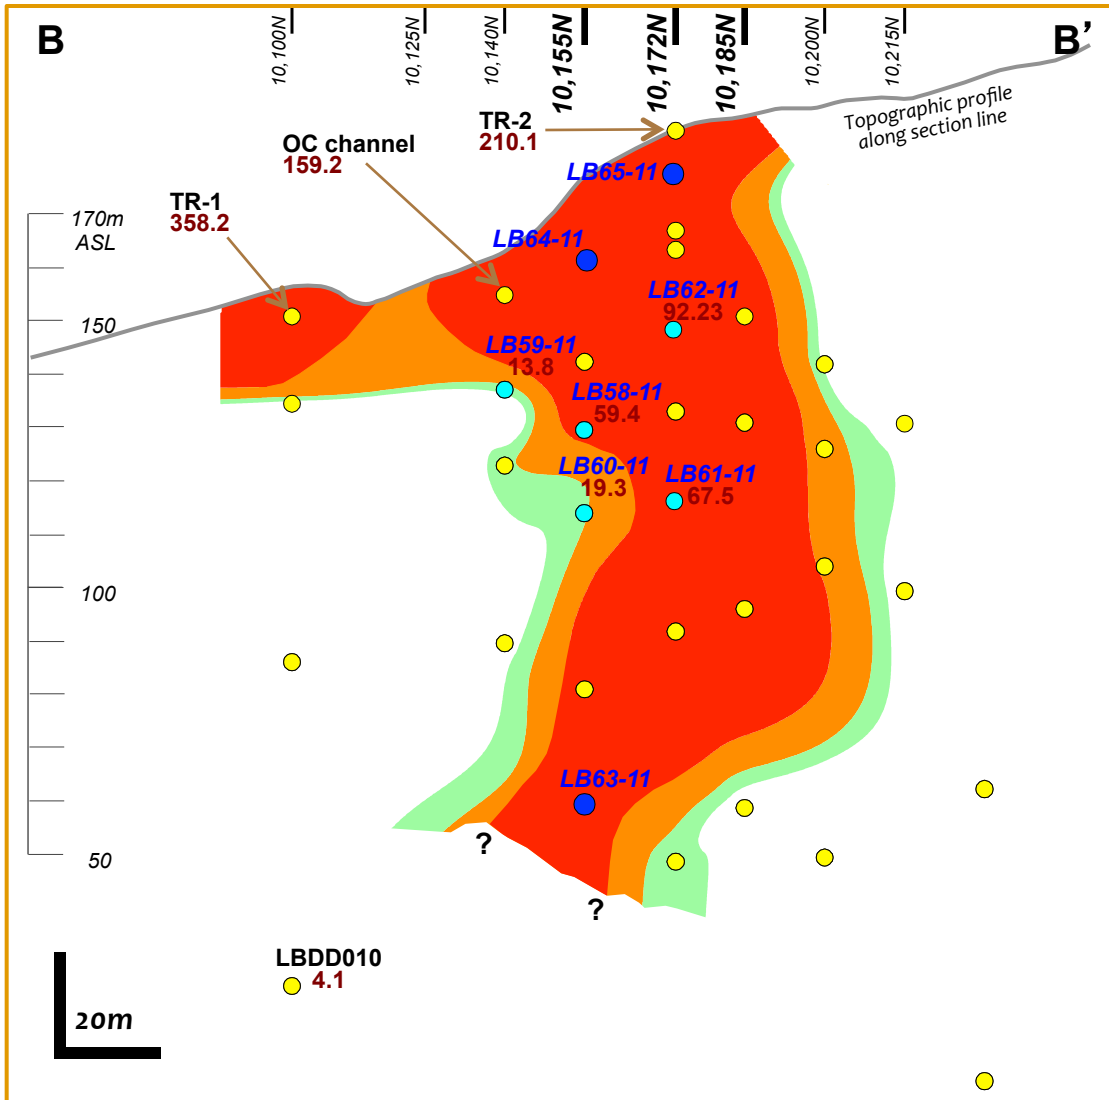 B
10,100N
10,125N
10,140N
10,155N
10,172N
10,185N
10,200N
10,215N
B’
Topographic profile
along section line
TR-2
210.1
OC channel
159.2
LB65-11
TR-1
358.2
170m
ASL
LB64-11
LB62-11
92.23
150
LB59-11
13.8
LB58-11
59.4
LB60-11
19.3
LB61-11
67.5
100
LB63-11
?
50
?
LBDD010
4.1
20m